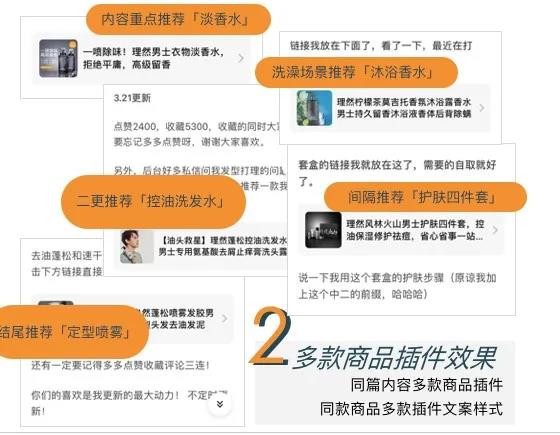 内容重点推荐「淡香水」
一喷除味！理然男士衣物淡香水，
拒绝平庸，高级留香
链接我放在下面了，看了一下，最近在打
洗澡场景推荐「沐浴香水」
理然柠檬茶莫吉托香氛沐浴露香水
男士持久留香沐浴液香体后背除螨
3.21更新
点赞2400，收藏5300，收藏的同时大家
要忘记多多点赞呀，谢谢大家喜欢。
另外，后台好多私信问我发型打理的问题
推荐一款我
二更推荐「控油洗发水」
【油头救星】理然蓬松控油洗发水
男士专用氨基酸去屑止痒膏洗头露
套盒的链接我就放在这了，需要的自取就好
了。
间隔推荐「护肤四件套」
理然风林火山男士护肤四件套，控
油保湿修护祛痘，省心省事一站...
说一下我用这个套盒的护肤步骤（原谅我加
上这个中二的前缀，哈哈哈）
去油蓬松和速干
击下方链接直接
结尾推荐「定型喷雾」
然蓬松喷雾发胶男
头发去油发泥
还有一定要记得多多点赞收藏评论三连！
你们的喜欢是我更新的最大动力！ 不定时更
新！
2 多款商品插件效果
同篇内容多款商品插件
同款商品多款插件文案样式